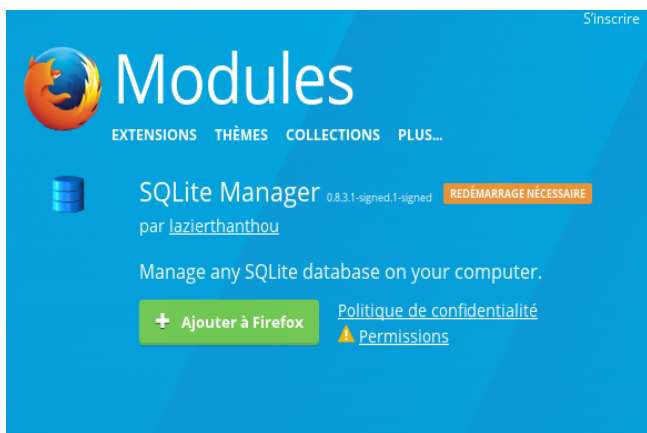 S'inscrire
Modules
EXTENSIONS THÈMES COLLECTIONS PLUS...
SQLite Manager 0.8.3.1-signed.1-signed REDÉMARRAGE NÉCESSAIRE
par lazierthanthou
Manage any SQLite database on your computer.
+ Ajouter à Firefox Politique de confidentialité
Permissions